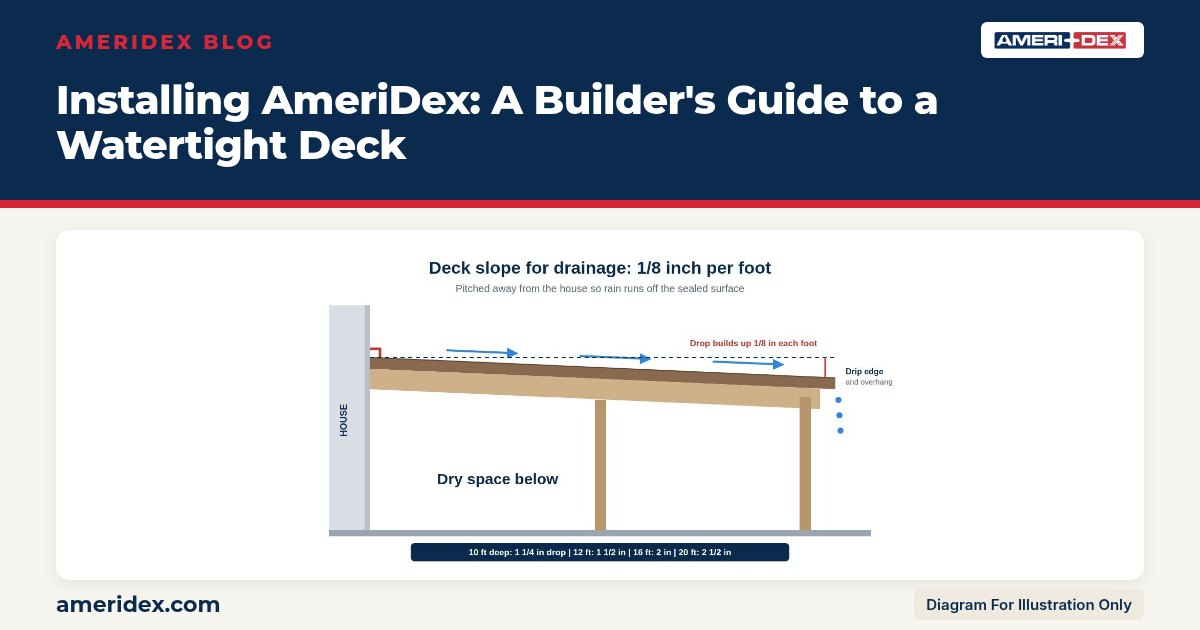 AMERIDEX BLOG
AMERI-DEX
Installing AmeriDex: A Builder's Guide to a
Watertight Deck
Deck slope for drainage: 1/8 inch per foot
Pitched away from the house so rain runs off the sealed surface
Drop builds up 1/8 in each foot
Drip edge
and overhang
HOUSE
Dry space below
10 ft deep: 1 1/4 in drop | 12 ft: 1 1/2 in | 16 ft: 2 in | 20 ft: 2 1/2 in
ameridex.com
Diagram For Illustration Only